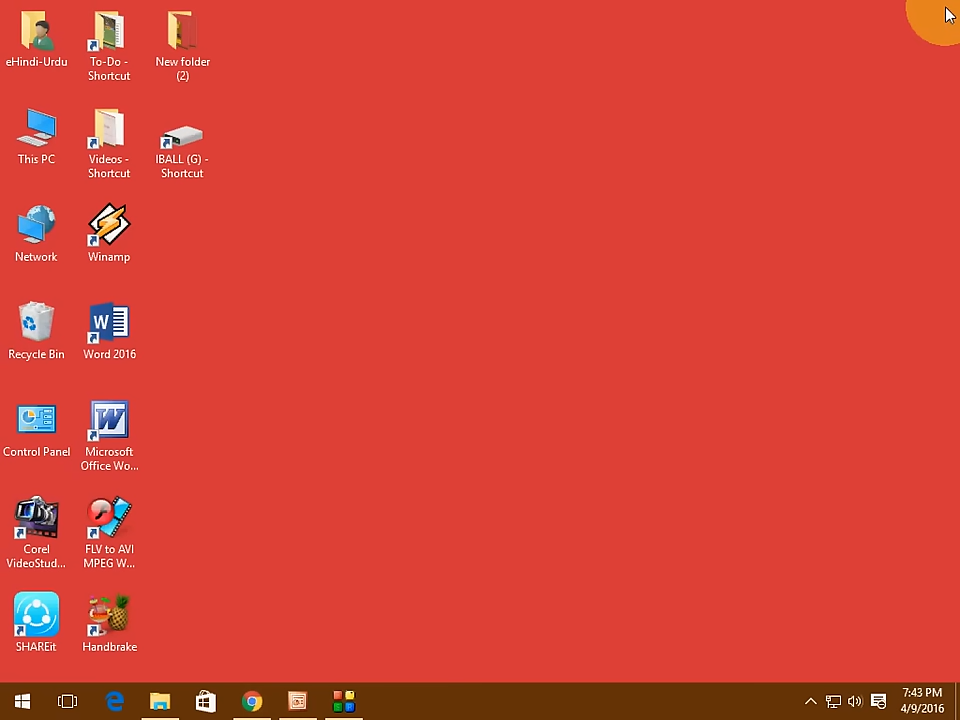 eHindi-Urdu
To-Do -
Shortcut
New folder
(2)
This PC
Videos -
Shortcut
IBALL (G) -
Shortcut
Network
Winamp
Recycle Bin
Word 2016
Control Panel
Microsoft
Office Wo...
Corel
VideoStud...
FLV to AVI
MPEG W...
SHAREit
Handbrake
7:43 PM
4/9/2016